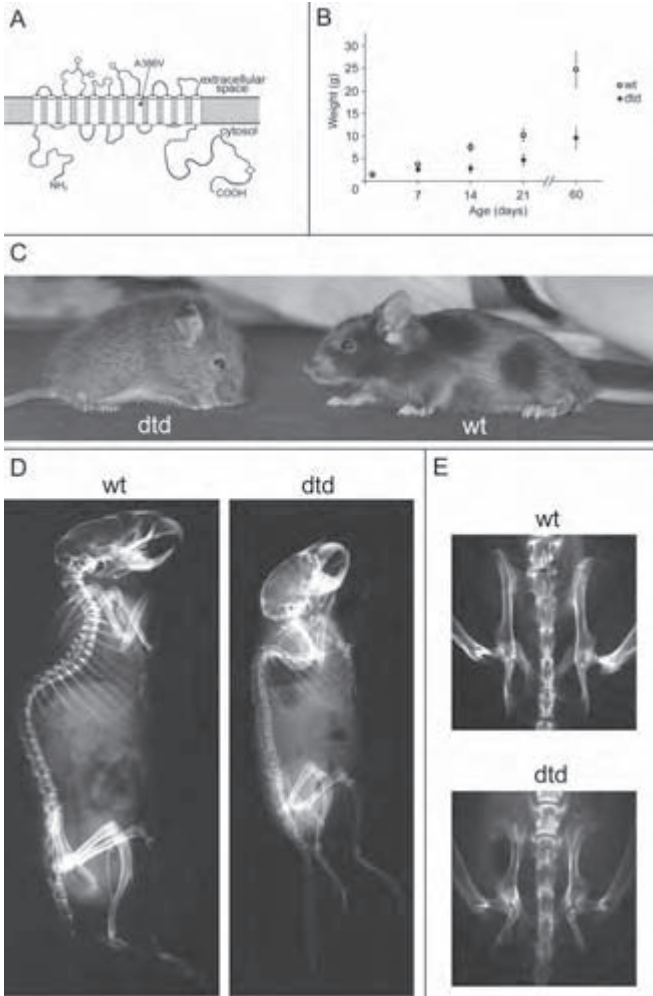 A
A386V
extracellular
space
cytosol
NH₂
COOH
B
Weight (g)
30
25
20
15
10
5
0
7
14
21
60
Age (days)
wt
dtd
C
dtd
wt
D
wt
dtd
E
wt
dtd